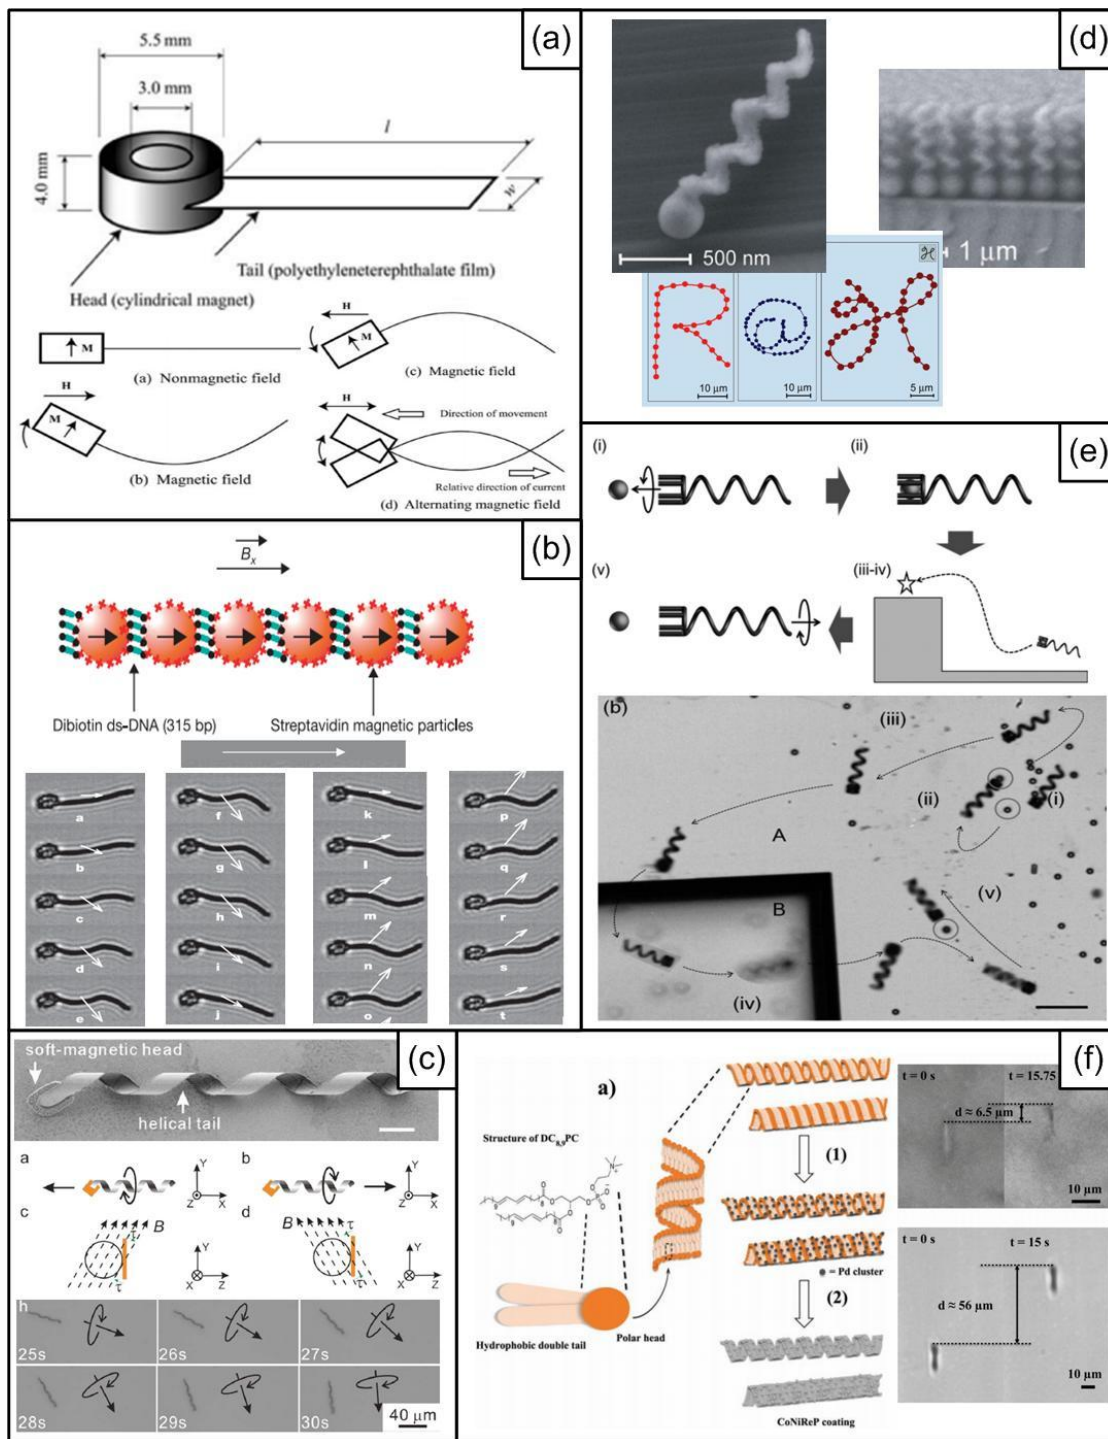 (a)
5.5 mm
3.0 mm
4.0 mm
l
w
Tail (polyethyleneterephthalate film)
Head (cylindrical magnet)
M
(a) Nonmagnetic field
H
M
(c) Magnetic field
H
M
(b) Magnetic field
H
Direction of movement
Relative direction of current
(d) Alternating magnetic field
(b)
Bx
Dibiotin ds-DNA (315 bp)
Streptavidin magnetic particles
a f k p
b g l q
c h m r
d i n s
e j o t
(c)
soft-magnetic head
helical tail
a
Y
Z X
b
Y
Z X
c
B
τ
τ
Y
X Z
d
B
τ
τ
Y
X Z
h
25s 26s 27s
28s 29s 30s
40 μm
(d)
500 nm
1 μm
10 μm
10 μm
5 μm
(e)
(i)
(ii)
(v)
(iii-iv)
(b)
(iii)
(i)
(ii)
A
(v)
B
(iv)
(f)
a)
Structure of DC8,9PC
Hydrophobic double tail
Polar head
(1)
= Pd cluster
(2)
CoNiReP coating
t = 0 s
t = 15.75
d ≈ 6.5 μm
10 μm
t = 0 s
t = 15 s
d ≈ 56 μm
10 μm